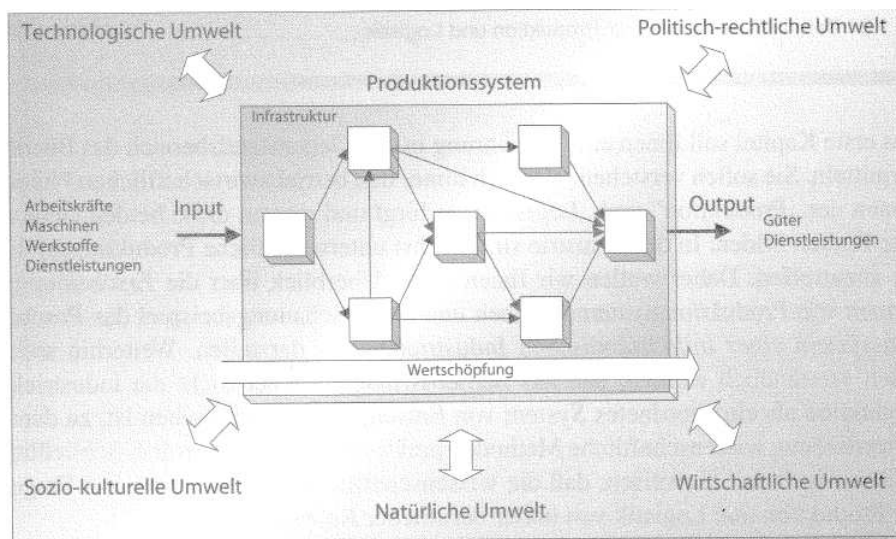 Technologische Umwelt
Politisch-rechtliche Umwelt
Produktionssystem
Infrastruktur
Arbeitskräfte
Maschinen
Werkstoffe
Dienstleistungen
Input
Output
Güter
Dienstleistungen
Wertschöpfung
Sozio-kulturelle Umwelt
Natürliche Umwelt
Wirtschaftliche Umwelt